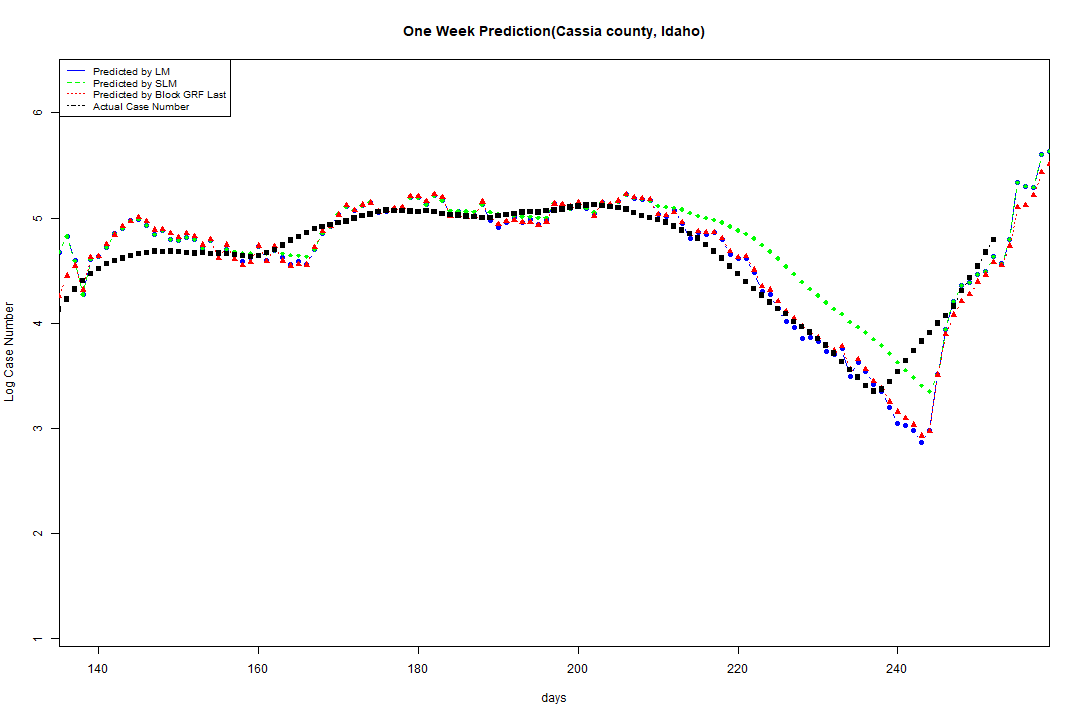 One Week Prediction(Cassia county, Idaho)
Predicted by LM
Predicted by SLM
Predicted by Block GRF Last
Actual Case Number
6
5
4
3
2
1
Log Case Number
140 160 180 200 220 240
days